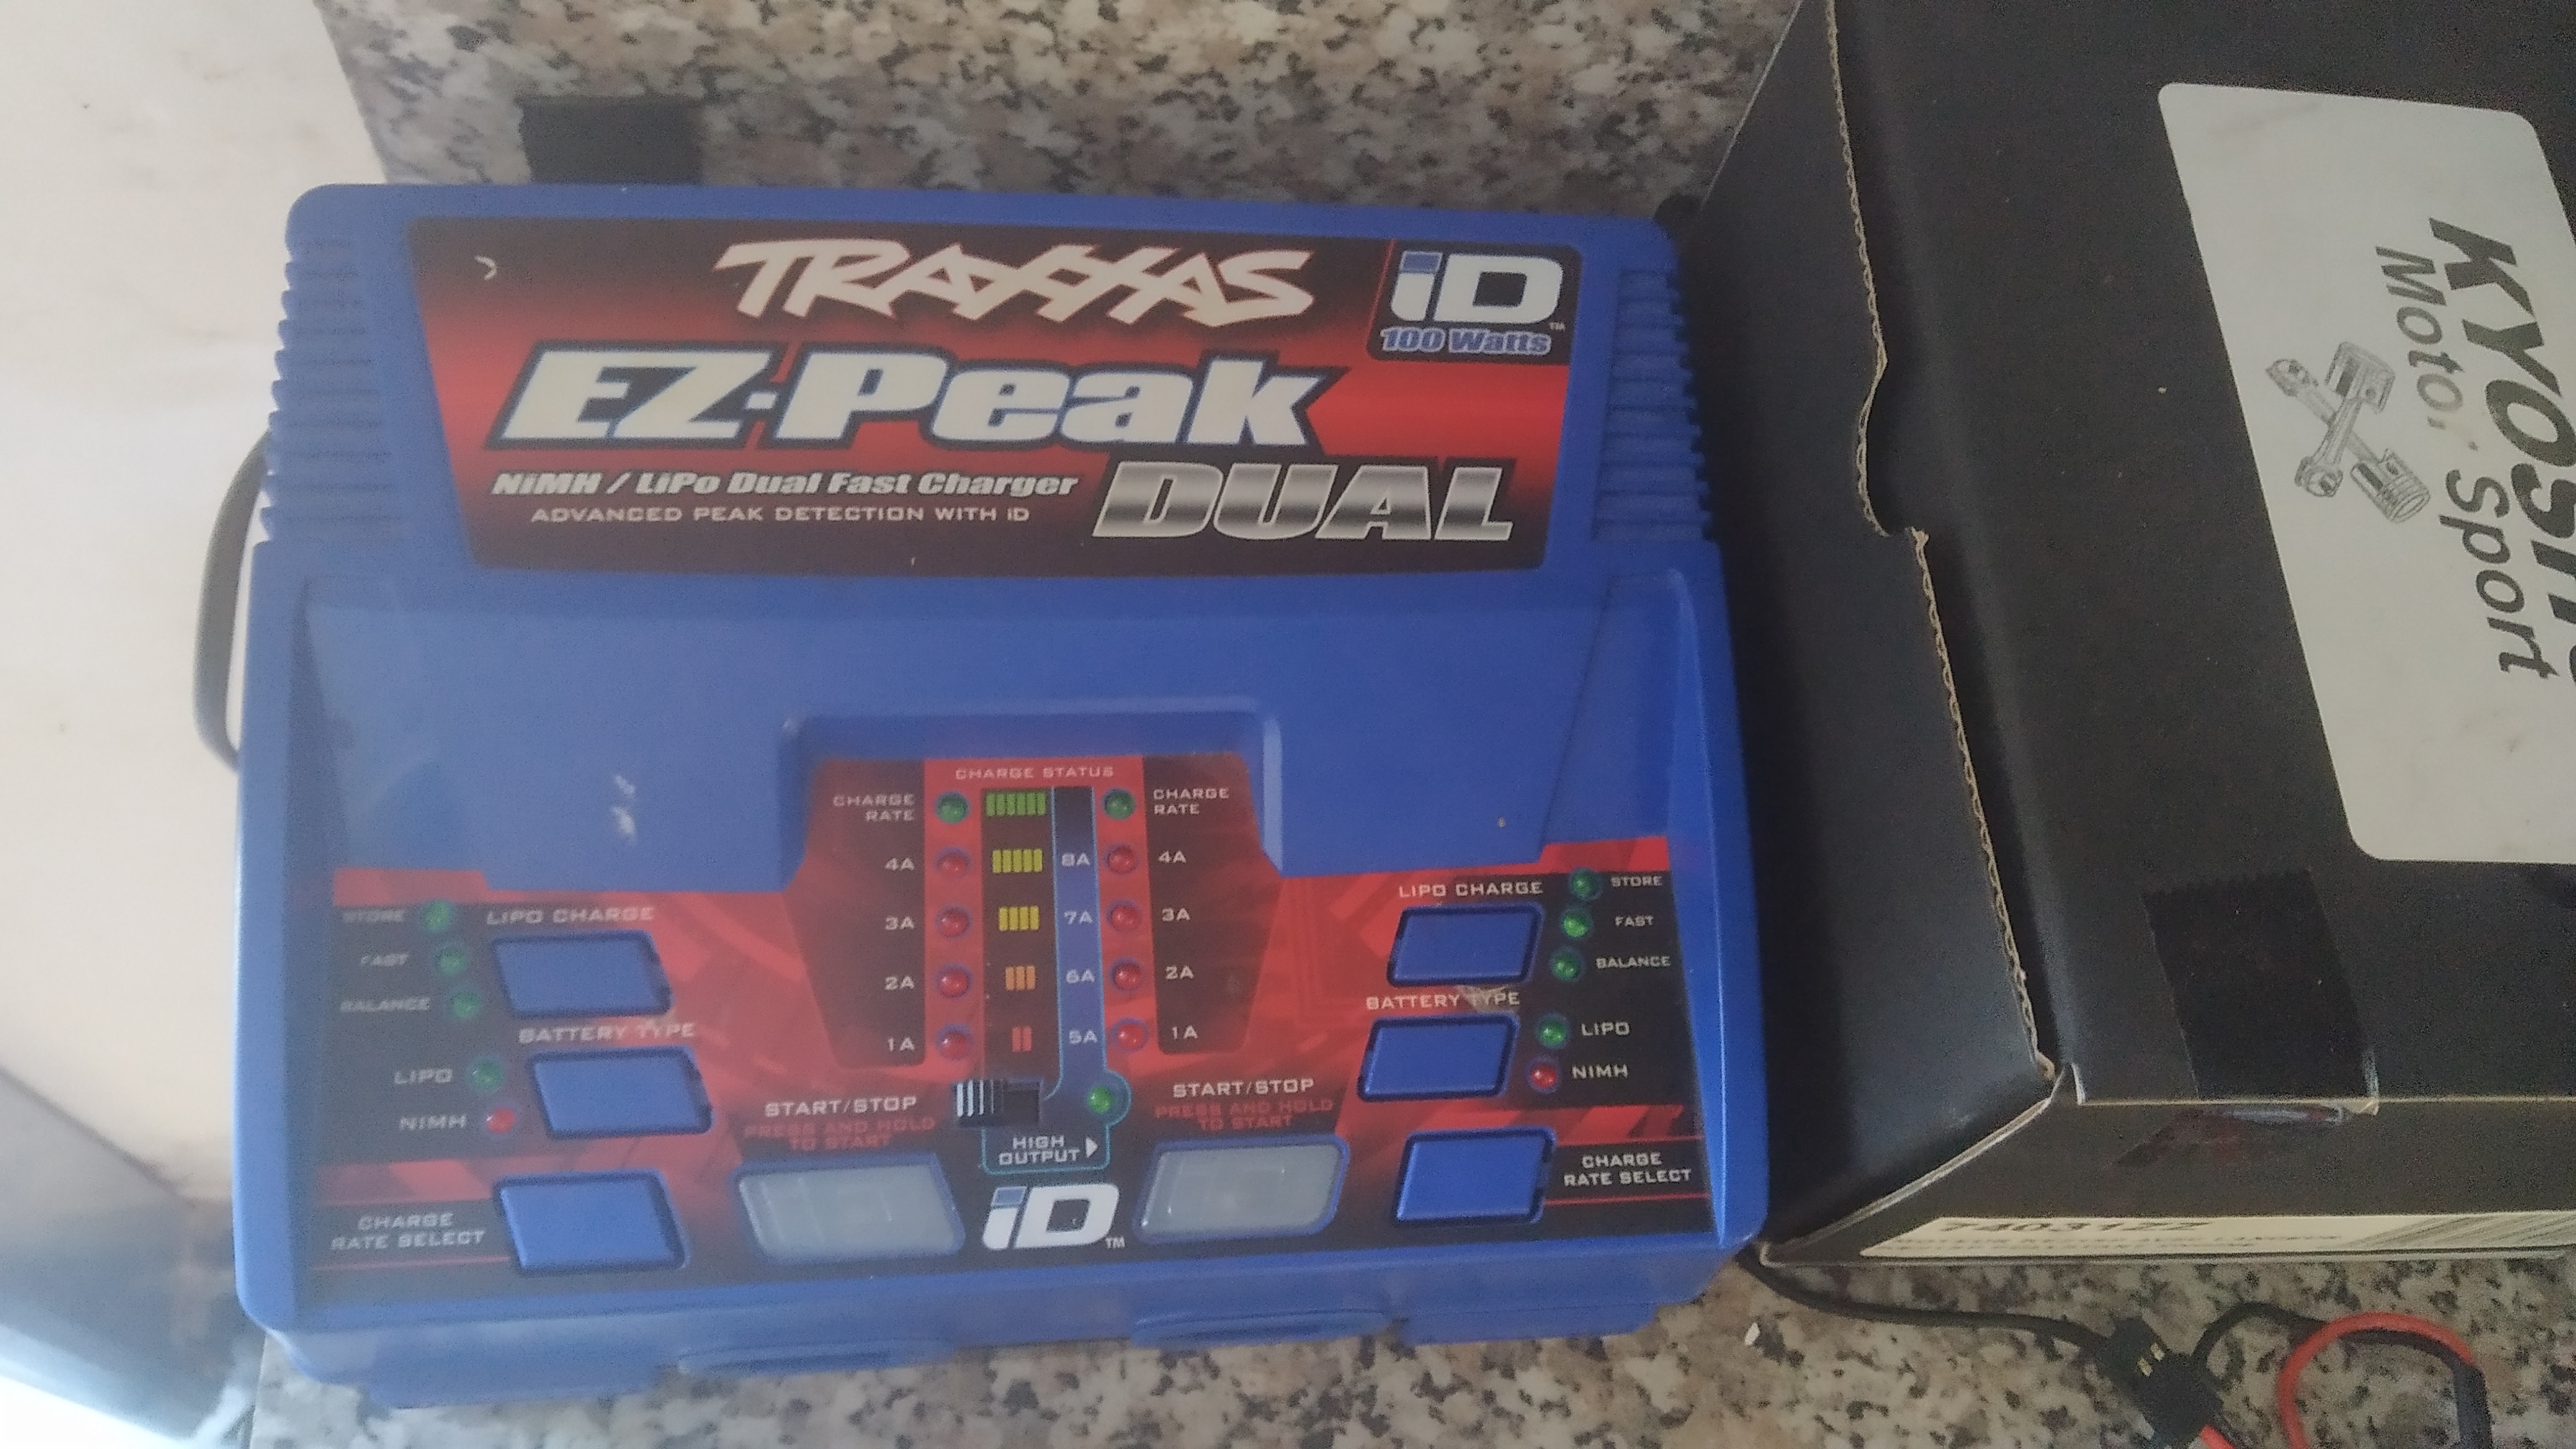 TRAXXAS
iD
™
100 Watts
EZ-Peak
DUAL
NiMH / LiPo Dual Fast Charger
ADVANCED PEAK DETECTION WITH iD
CHARGE STATUS
CHARGE
RATE
CHARGE
RATE
4A
8A
4A
3A
7A
3A
2A
6A
2A
1A
5A
1A
STORE
LIPO CHARGE
FAST
BALANCE
BATTERY TYPE
LIPO
NIMH
CHARGE
RATE SELECT
START/STOP
PRESS AND HOLD
TO START
HIGH
OUTPUT
iD
™
START/STOP
PRESS AND HOLD
TO START
LIPO CHARGE
STORE
FAST
BALANCE
BATTERY TYPE
LIPO
NIMH
CHARGE
RATE SELECT
Motor Sport